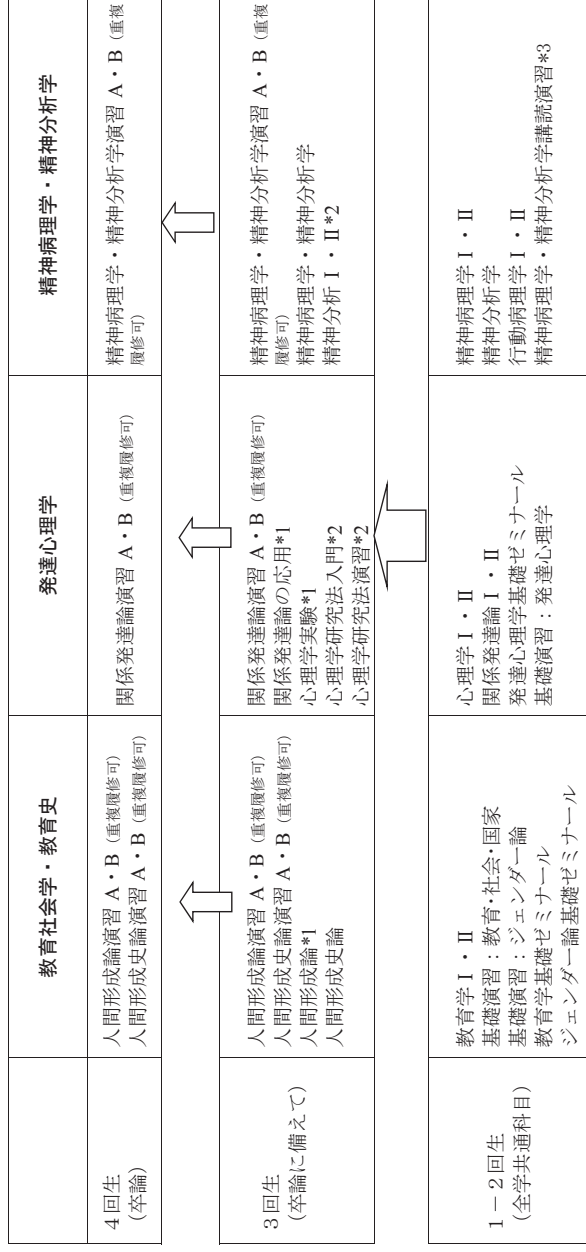 教育社会学・教育史
発達心理学
精神病理学・精神分析学
4回生
(卒論)
人間形成論演習 A・B (重複履修可)
人間形成史論演習 A・B (重複履修可)
関係発達論演習 A・B (重複履修可)
精神病理学・精神分析学演習 A・B (重複
履修可)
3回生
(卒論に備えて)
人間形成論演習 A・B (重複履修可)
人間形成史論演習 A・B (重複履修可)
人間形成論*1
人間形成史論
関係発達論演習 A・B (重複履修可)
関係発達論の応用*1
心理学実験*1
心理学研究法入門*2
心理学研究法演習*2
精神病理学・精神分析学演習 A・B (重複
履修可)
精神病理学・精神分析学
精神分析 I・II*2
1-2回生
(全学共通科目)
教育学 I・II
基礎演習：教育・社会・国家
基礎演習：ジェンダー論
教育学基礎ゼミナール
ジェンダー論基礎ゼミナール
心理学 I・II
関係発達論 I・II
発達心理学基礎ゼミナール
基礎演習：発達心理学
精神病理学 I・II
精神分析学
行動病理学 I・II
精神病理学・精神分析学講読演習*3